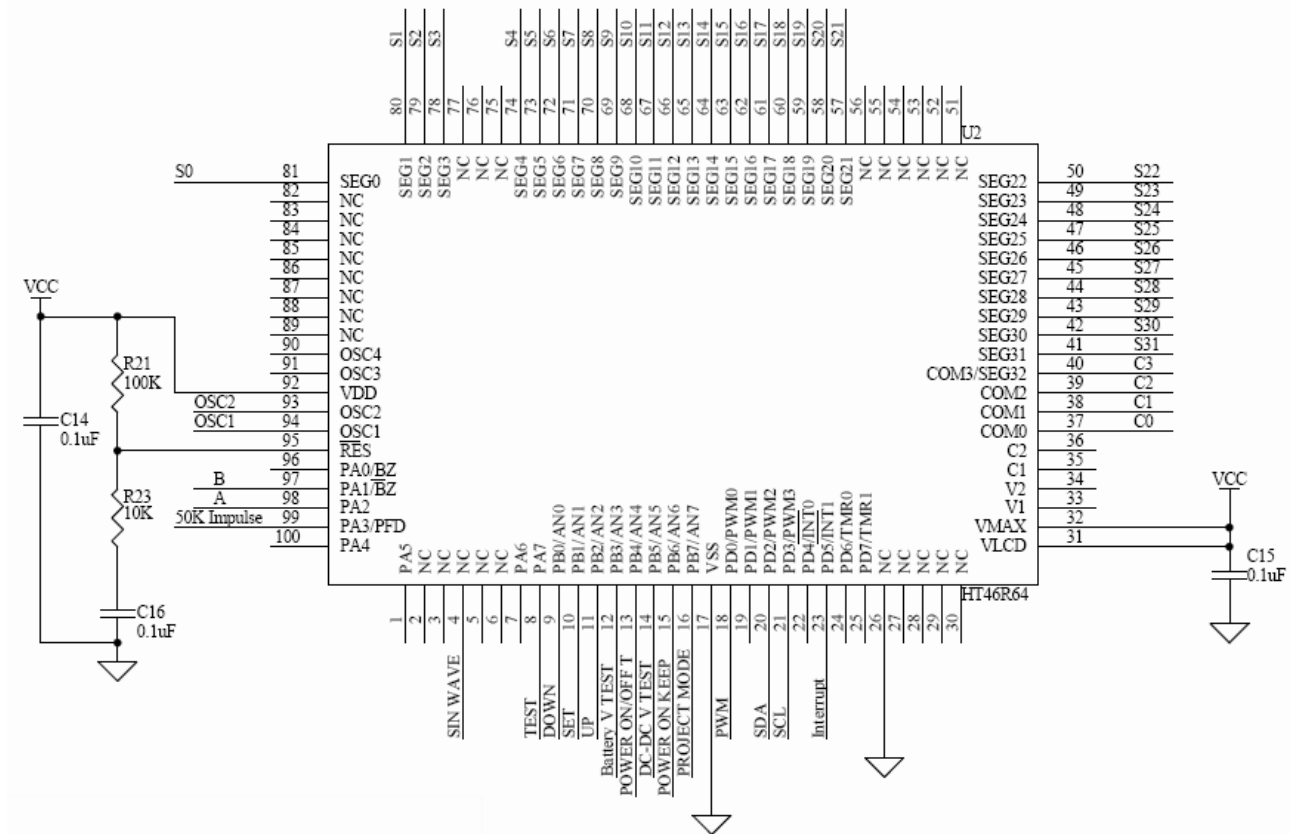 S1 S2 S3 S4 S5 S6 S7 S8 S9 S10 S11 S12 S13 S14 S15 S16 S17 S18 S19 S20 S21
80 79 78 77 76 75 74 73 72 71 70 69 68 67 66 65 64 63 62 61 60 59 58 57 56 55 54 53 52 51
U2
SEG1 SEG2 SEG3 NC NC NC SEG4 SEG5 SEG6 SEG7 SEG8 SEG9 SEG10 SEG11 SEG12 SEG13 SEG14 SEG15 SEG16 SEG17 SEG18 SEG19 SEG20 SEG21 NC NC NC NC NC NC
S0 81 SEG0
82 NC
83 NC
84 NC
85 NC
86 NC
87 NC
88 NC
89 NC
90 OSC4
91 OSC3
92 VDD
OSC2 93 OSC2
OSC1 94 OSC1
95 RES
96 PA0/BZ
B 97 PA1/BZ
A 98 PA2
50K Impulse 99 PA3/PFD
100 PA4
VCC
R21
100K
C14
0.1uF
R23
10K
C16
0.1uF
SEG22 50 S22
SEG23 49 S23
SEG24 48 S24
SEG25 47 S25
SEG26 46 S26
SEG27 45 S27
SEG28 44 S28
SEG29 43 S29
SEG30 42 S30
SEG31 41 S31
COM3/SEG32 40 C3
COM2 39 C2
COM1 38 C1
COM0 37 C0
C2 36
C1 35
V2 34
V1 33
VMAX 32
VLCD 31
VCC
C15
0.1uF
PA5 NC NC NC NC NC PA6 PA7 PB0/AN0 PB1/AN1 PB2/AN2 PB3/AN3 PB4/AN4 PB5/AN5 PB6/AN6 PB7/AN7 VSS PD0/PWM0 PD1/PWM1 PD2/PWM2 PD3/PWM3 PD4/INT0 PD5/INT1 PD6/TMR0 PD7/TMR1 NC NC NC NC NC
HT46R64
1 2 3 4 5 6 7 8 9 10 11 12 13 14 15 16 17 18 19 20 21 22 23 24 25 26 27 28 29 30
SIN WAVE
TEST
DOWN
SET
UP
Battery V TEST
POWER ON/OFF T
DC-DC V TEST
POWER ON KEEP
PROJECT MODE
PWM
SDA
SCL
Interrupt